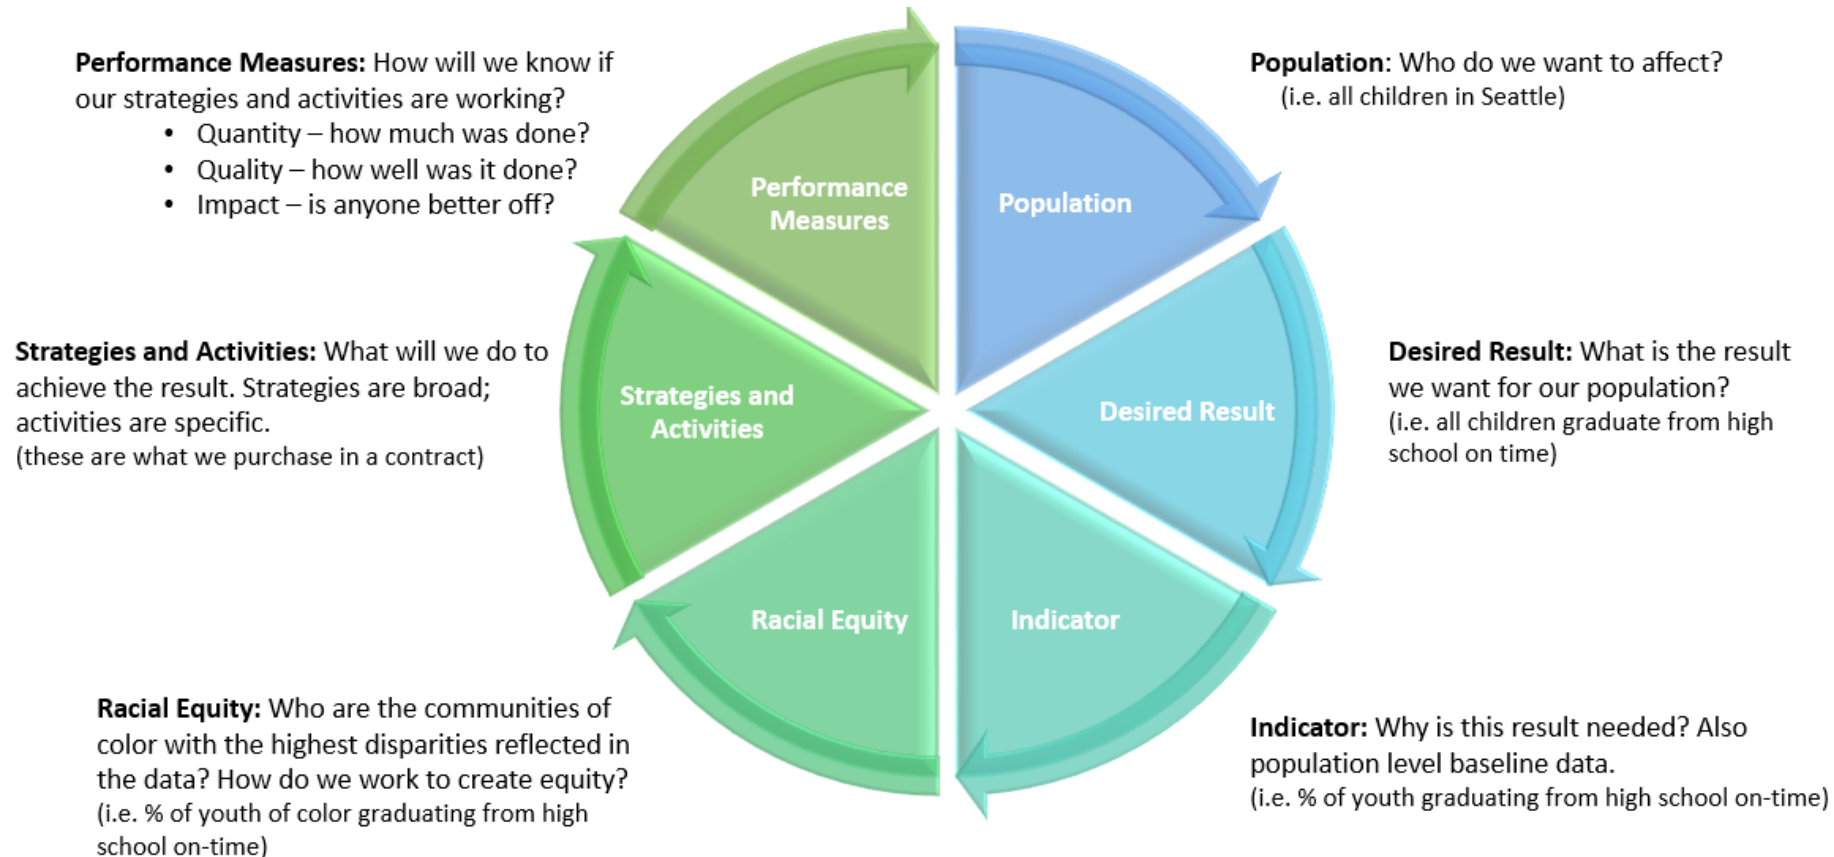 Performance Measures: How will we know if
our strategies and activities are working?
• Quantity – how much was done?
• Quality – how well was it done?
• Impact – is anyone better off?
Population: Who do we want to affect?
(i.e. all children in Seattle)
Performance
Measures
Population
Strategies and Activities: What will we do to
achieve the result. Strategies are broad;
activities are specific.
(these are what we purchase in a contract)
Strategies and
Activities
Desired Result
Desired Result: What is the result
we want for our population?
(i.e. all children graduate from high
school on time)
Racial Equity
Indicator
Racial Equity: Who are the communities of
color with the highest disparities reflected in
the data? How do we work to create equity?
(i.e. % of youth of color graduating from high
school on-time)
Indicator: Why is this result needed? Also
population level baseline data.
(i.e. % of youth graduating from high school on-time)